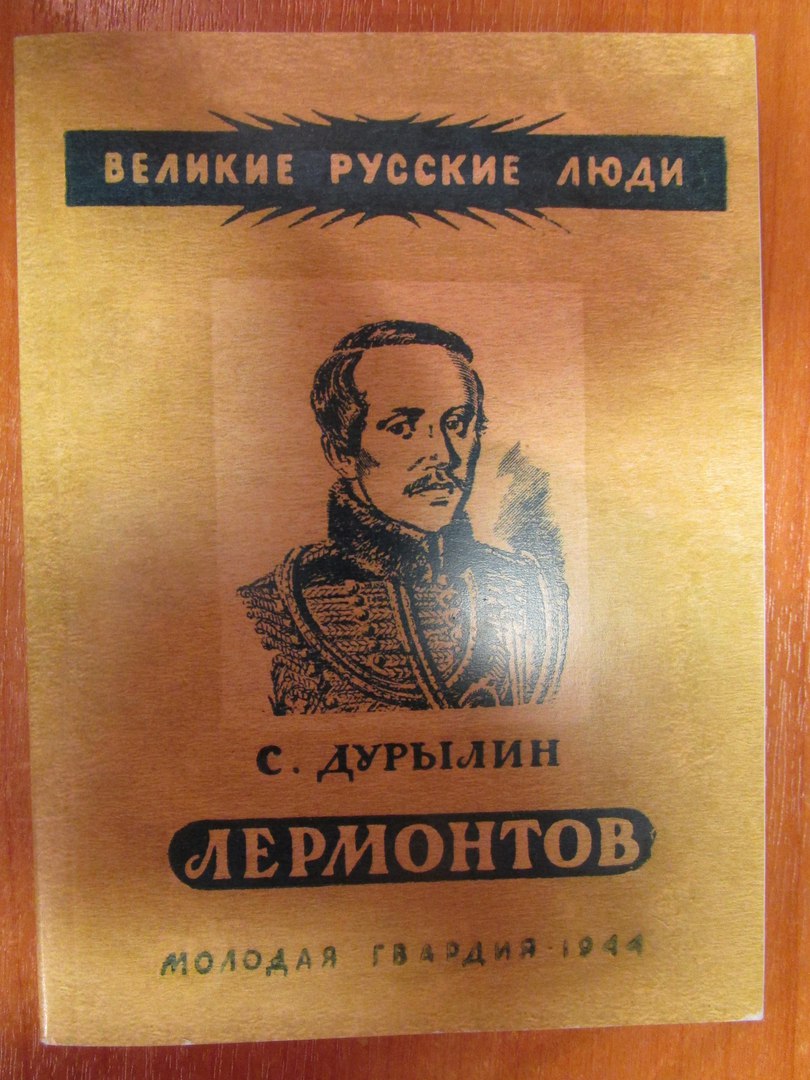 ВЕЛИКИЕ РУССКИЕ ЛЮДИ
С. ДУРЫЛИН
ЛЕРМОНТОВ
МОЛОДАЯ ГВАРДИЯ-1944